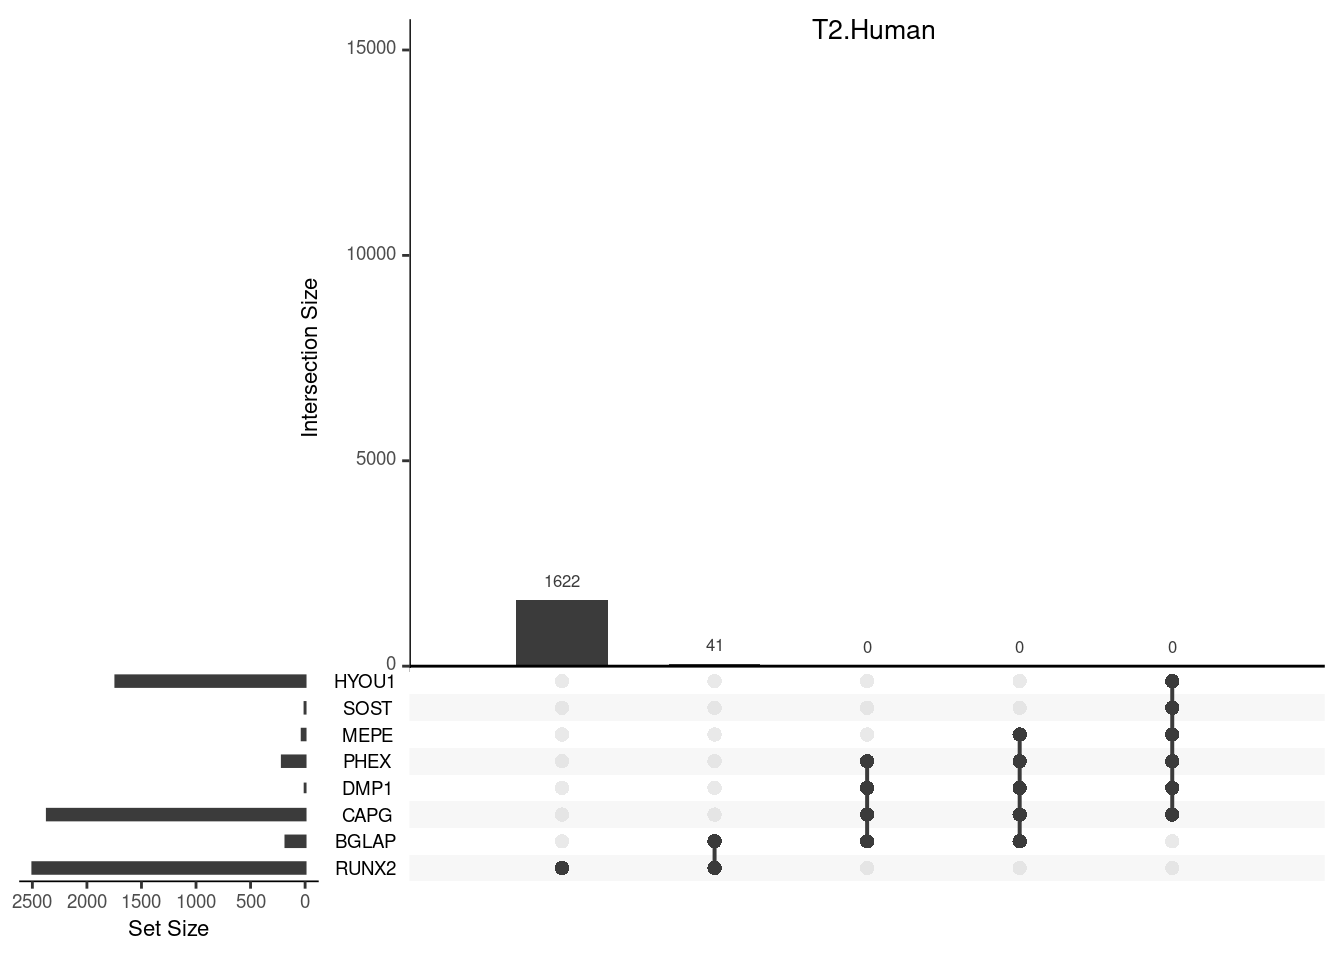 T2.Human
15000
10000
5000
0
Intersection Size
1622
41
0
0
0
HYOU1
SOST
MEPE
PHEX
DMP1
CAPG
BGLAP
RUNX2
2500 2000 1500 1000 500 0
Set Size